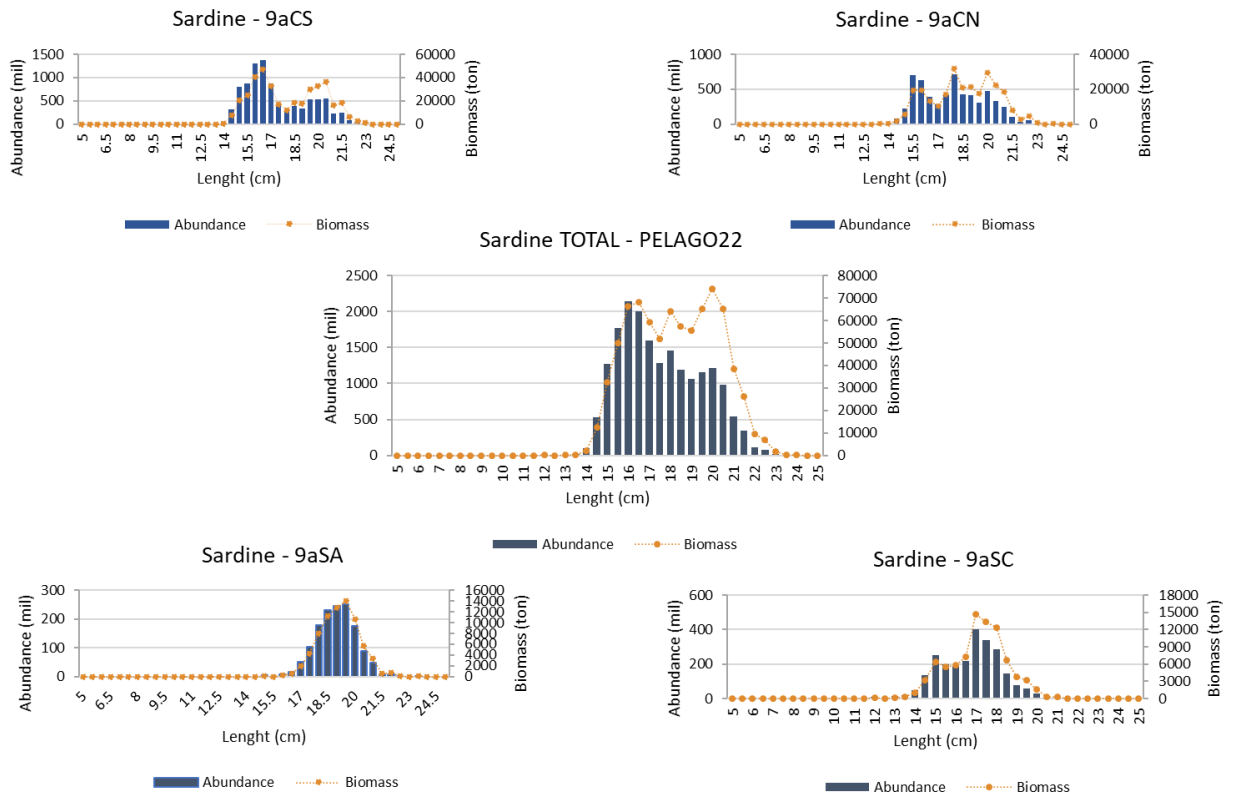 Sardine - 9aCS
Abundance (mil)
1500
1000
500
0
60000
40000
20000
0
Biomass (ton)
5 6.5 8 9.5 11 12.5 14 15.5 17 18.5 20 21.5 23 24.5
Lenght (cm)
Abundance Biomass
Sardine - 9aCN
Abundance (mil)
1000
500
0
40000
20000
0
Biomass (ton)
5 6.5 8 9.5 11 12.5 14 15.5 17 18.5 20 21.5 23 24.5
Lenght (cm)
Abundance Biomass
Sardine TOTAL - PELAGO22
Abundance (mil)
2500
2000
1500
1000
500
0
80000
70000
60000
50000
40000
30000
20000
10000
0
Biomass (ton)
5 6 7 8 9 10 11 12 13 14 15 16 17 18 19 20 21 22 23 24 25
Lenght (cm)
Abundance Biomass
Sardine - 9aSA
Abundance (mil)
300
200
100
0
16000
14000
12000
10000
8000
6000
4000
2000
0
Biomass (ton)
5 6.5 8 9.5 11 12.5 14 15.5 17 18.5 20 21.5 23 24.5
Lenght (cm)
Abundance Biomass
Sardine - 9aSC
Abundance (mil)
600
400
200
0
18000
15000
12000
9000
6000
3000
0
Biomass (ton)
5 6 7 8 9 10 11 12 13 14 15 16 17 18 19 20 21 22 23 24 25
Lenght (cm)
Abundance Biomass